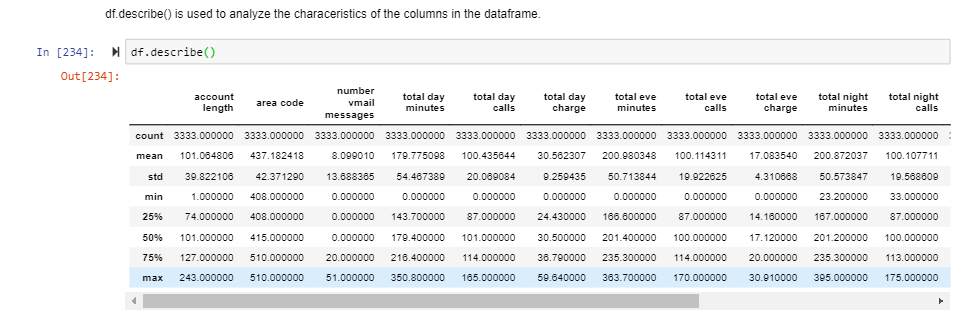 df.describe() is used to analyze the characeristics of the columns in the dataframe.
In [234]: df.describe()
Out[234]:
account length area code number vmail messages total day minutes total day calls total day charge total eve minutes total eve calls total eve charge total night minutes total night calls
count 3333.000000 3333.000000 3333.000000 3333.000000 3333.000000 3333.000000 3333.000000 3333.000000 3333.000000 3333.000000 3333.000000
mean 101.064806 437.182418 8.099010 179.775098 100.435644 30.562307 200.980348 100.114311 17.083540 200.872037 100.107711
std 39.822106 42.371290 13.688365 54.467389 20.069084 9.259435 50.713844 19.922625 4.310668 50.573847 19.568609
min 1.000000 408.000000 0.000000 0.000000 0.000000 0.000000 0.000000 0.000000 0.000000 23.200000 33.000000
25% 74.000000 408.000000 0.000000 143.700000 87.000000 24.430000 166.600000 87.000000 14.160000 167.000000 87.000000
50% 101.000000 415.000000 0.000000 179.400000 101.000000 30.500000 201.400000 100.000000 17.120000 201.200000 100.000000
75% 127.000000 510.000000 20.000000 216.400000 114.000000 36.790000 235.300000 114.000000 20.000000 235.300000 113.000000
max 243.000000 510.000000 51.000000 350.800000 165.000000 59.640000 363.700000 170.000000 30.910000 395.000000 175.000000